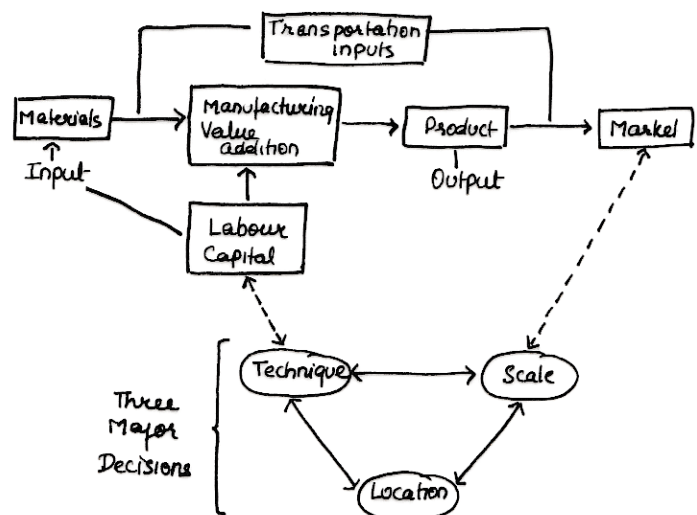 Transportation
inputs
Materials
Manufacturing
Value
addition
Product
Market
Input
Output
Labour
Capital
Technique
Scale
Three
Major
Decisions
Location